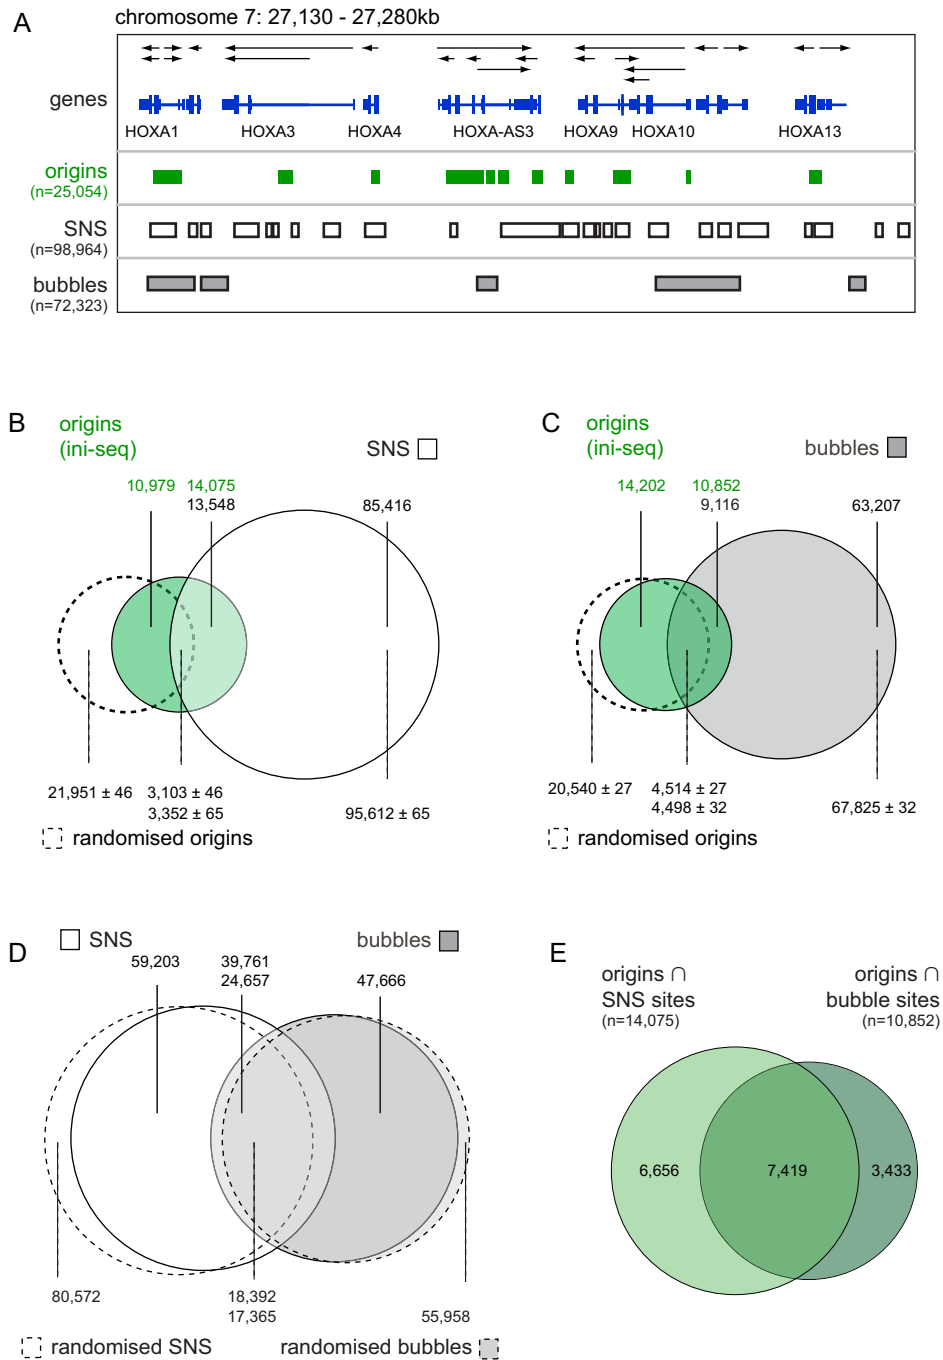 A
chromosome 7: 27,130 - 27,280kb
genes
HOXA1
HOXA3
HOXA4
HOXA-AS3
HOXA9
HOXA10
HOXA13
origins
(n=25,054)
SNS
(n=98,964)
bubbles
(n=72,323)
B
origins
(ini-seq)
SNS
10,979
14,075
13,548
85,416
21,951 ± 46
3,103 ± 46
3,352 ± 65
95,612 ± 65
randomised origins
C
origins
(ini-seq)
bubbles
14,202
10,852
9,116
63,207
20,540 ± 27
4,514 ± 27
4,498 ± 32
67,825 ± 32
randomised origins
D
SNS
bubbles
59,203
39,761
24,657
47,666
80,572
18,392
17,365
55,958
randomised SNS
randomised bubbles
E
origins ∩
SNS sites
(n=14,075)
origins ∩
bubble sites
(n=10,852)
6,656
7,419
3,433